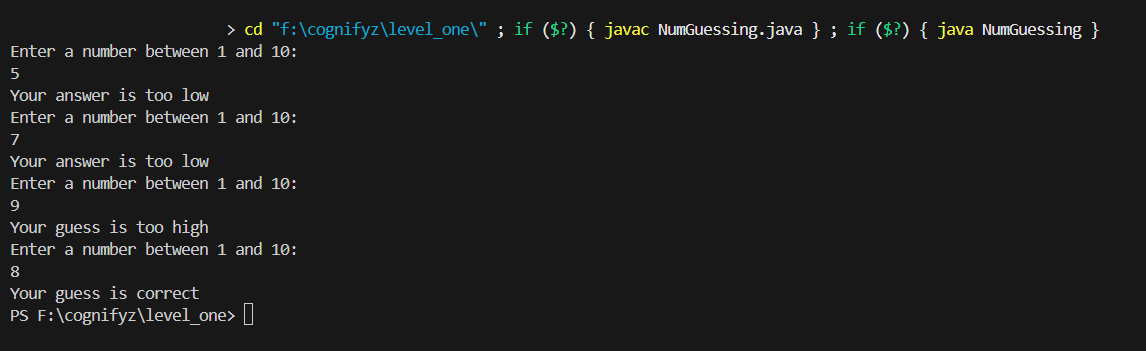 > cd "f:\cognifyz\level_one\" ; if ($?) { javac NumGuessing.java } ; if ($?) { java NumGuessing }
Enter a number between 1 and 10:
5
Your answer is too low
Enter a number between 1 and 10:
7
Your answer is too low
Enter a number between 1 and 10:
9
Your guess is too high
Enter a number between 1 and 10:
8
Your guess is correct
PS F:\cognifyz\level_one>